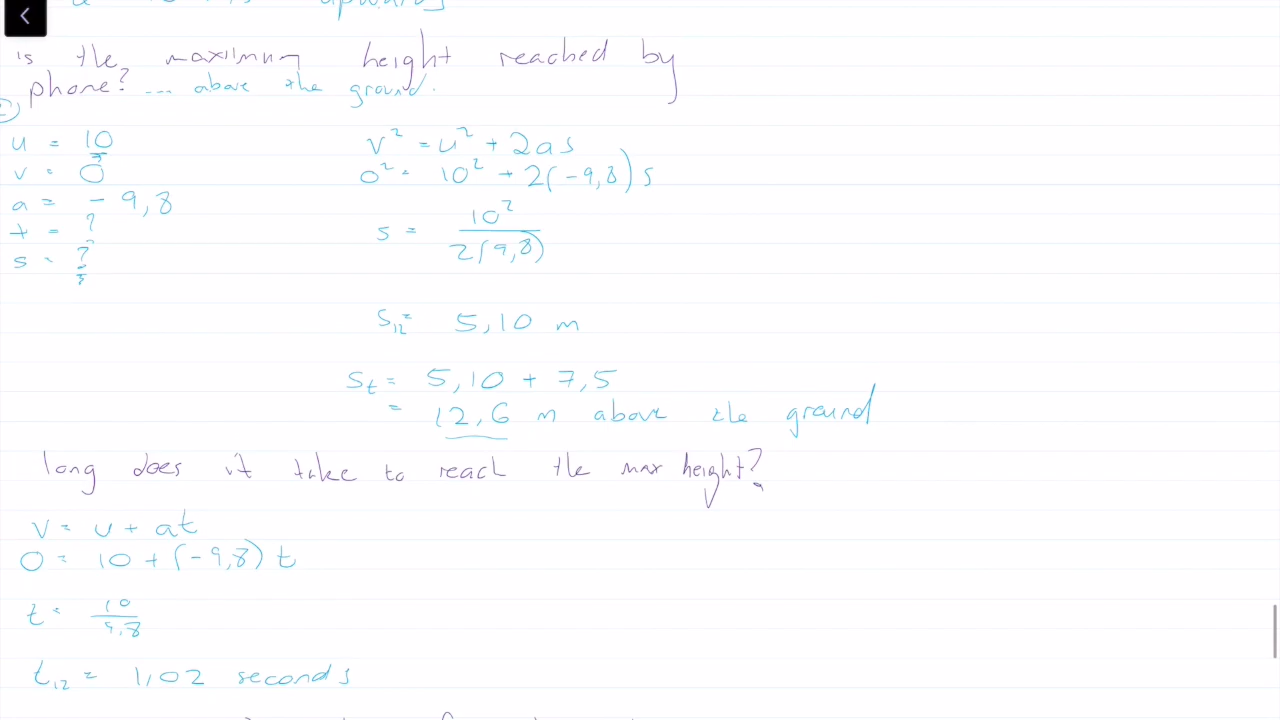 upwards
is the maximum height reached by
phone? ... above the ground.
u = 10
v = 0
a = - 9,8
t = ?
s = ?
v² = u² + 2as
0² = 10² + 2(-9,8) s
s = 10² / 2(9,8)
s₁₂ = 5,10 m
sₜ = 5,10 + 7,5
= 12,6 m above the ground
long does it take to reach the max height?
v = u + at
0 = 10 + (-9,8) t
t = 10 / 9,8
t₁₂ = 1,02 seconds